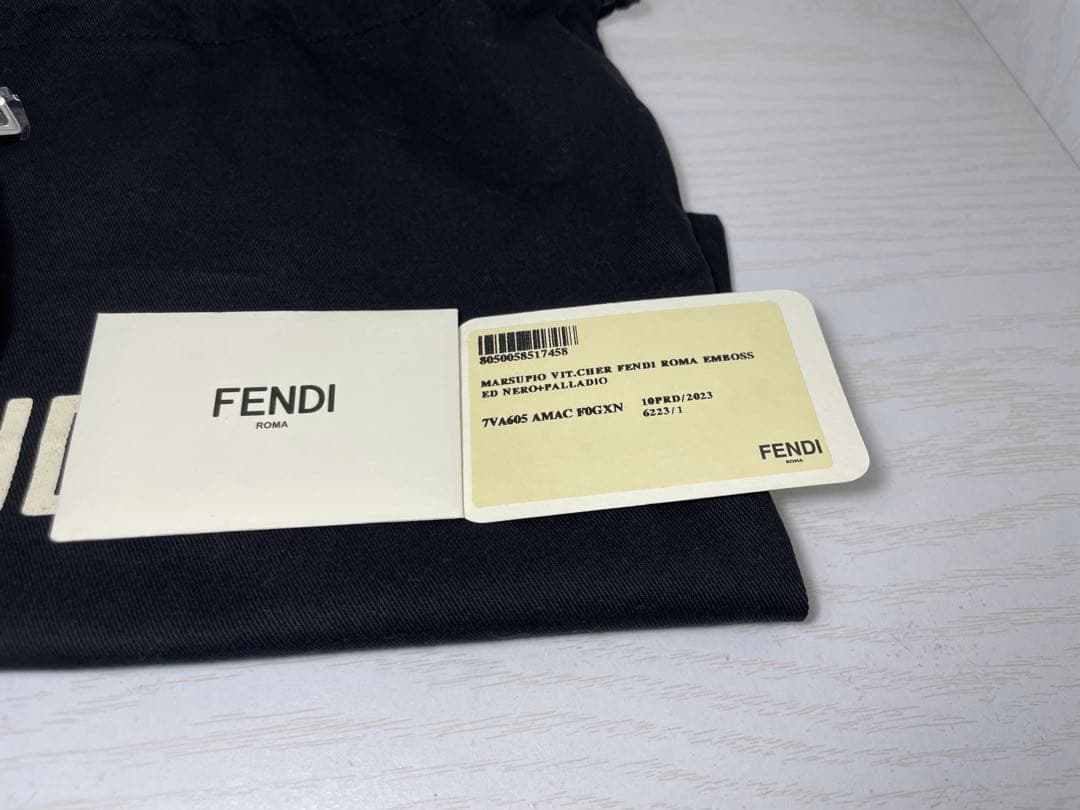 FENDI
ROMA
8050058517458
MARSUPIO VIT.CHER FENDI ROMA EMBOSS
ED NERO+PALLADIO
7VA605 AMAC F0GXN
10PRD/2023
6223/1
FENDI
ROMA